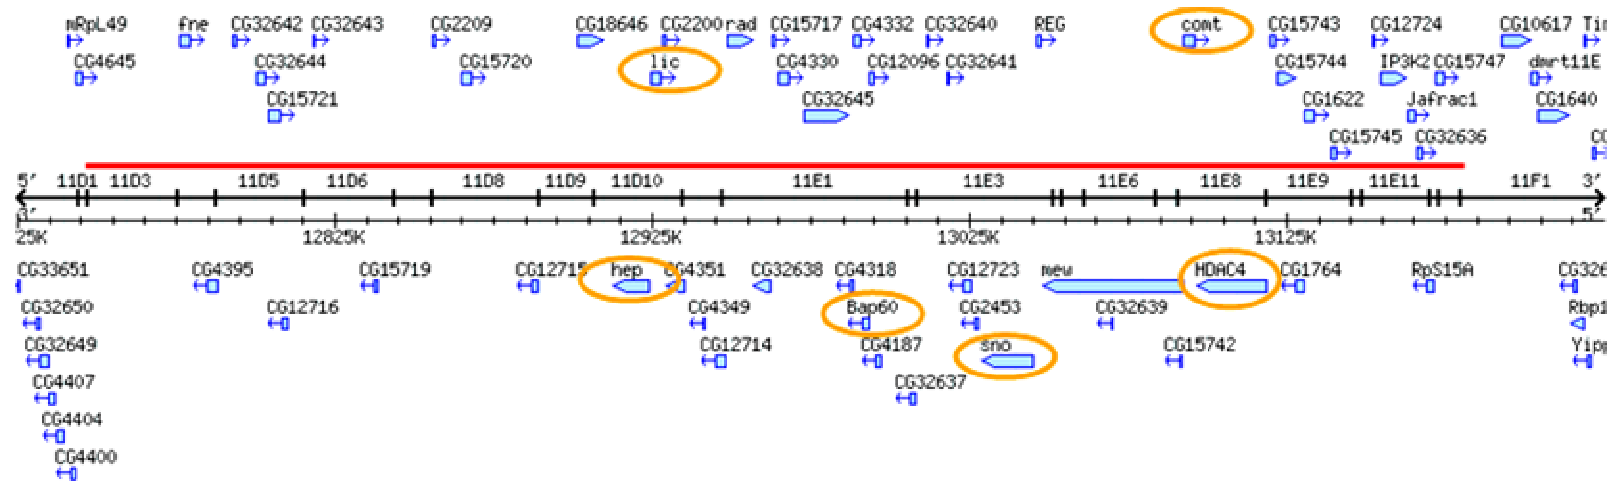 mRpL49 fne CG32642 CG32643 CG2209 CG18646 CG2200 rad CG15717 CG4332 CG32640 REG comt CG15743 CG12724 CG10617
CG4645 CG32644 CG15720 lic CG4330 CG12096 CG32641 CG15744 IP3K2 CG15747 dmrt11E
CG15721 CG32645 CG1622 Jafrac1 CG1640
CG15745 CG32636
5' 11D1 11D3 11D5 11D6 11D8 11D9 11D10 11E1 11E3 11E6 11E8 11E9 11E11 11F1 3'
3' 5'
25K 12825K 12925K 13025K 13125K
CG33651 CG4395 CG15719 CG12715 hep CG4351 CG32638 CG4318 CG12723 mew HDAC4 CG1764 RpS15A CG326
CG32650 CG12716 CG4349 Bap60 CG2453 CG32639 Rbp1
CG32649 CG12714 CG4187 sno CG15742
CG4407 CG32637
CG4404
CG4400